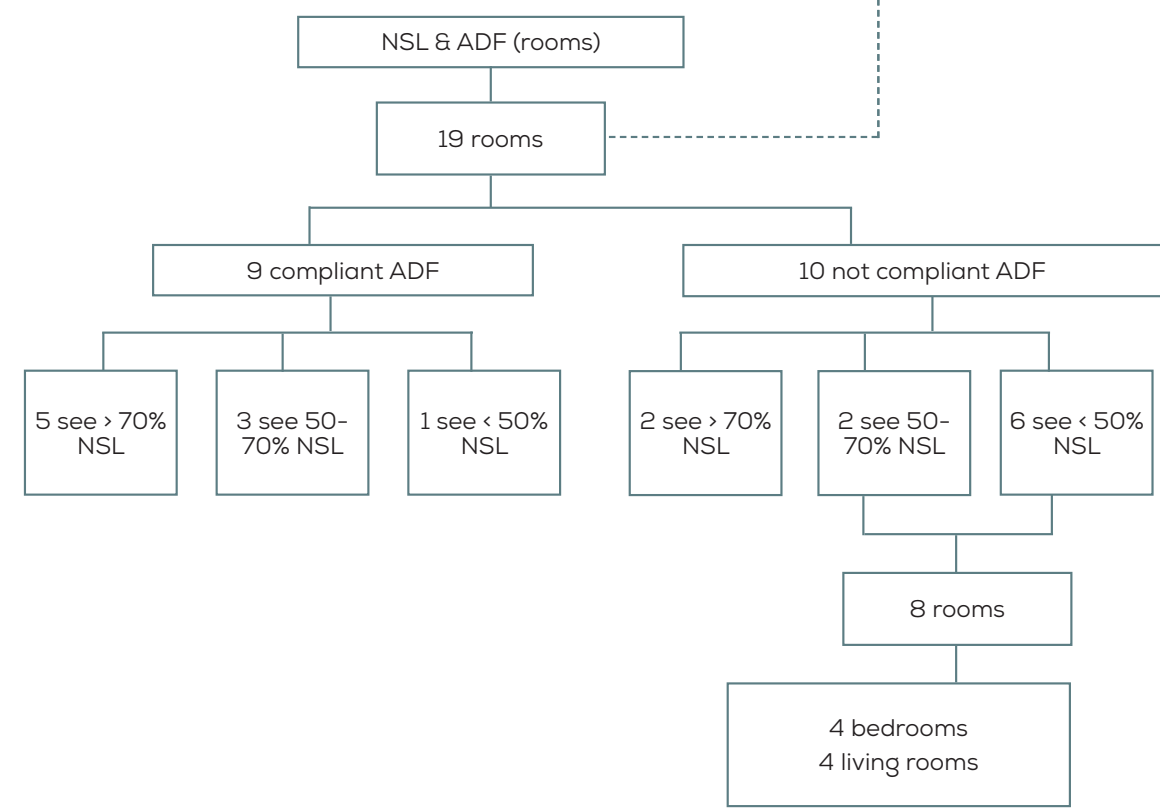 NSL & ADF (rooms)
19 rooms
9 compliant ADF
10 not compliant ADF
5 see > 70%
NSL
3 see 50-
70% NSL
1 see < 50%
NSL
2 see > 70%
NSL
2 see 50-
70% NSL
6 see < 50%
NSL
8 rooms
4 bedrooms
4 living rooms